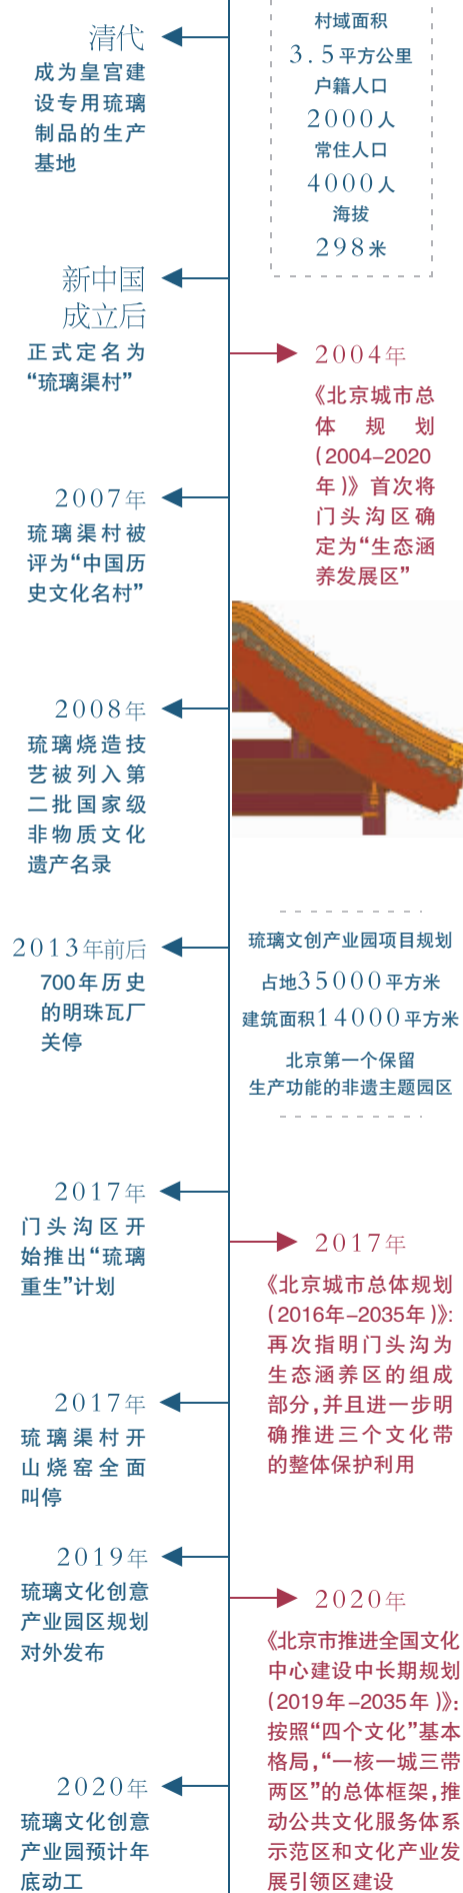 清代
成为皇宫建
设专用琉璃
制品的生产
基地
新中国
成立后
正式定名为
“琉璃渠村”
2007年
琉璃渠村被
评为“中国历
史文化名村”
2008年
琉璃烧造技
艺被列入第
二批国家级
非物质文化
遗产名录
2013年前后
700年历史
的明珠瓦厂
关停
2017年
门头沟区开
始推出“琉璃
重生”计划
2017年
琉璃渠村开
山烧窑全面
叫停
2019年
琉璃文化创意
产业园区规划
对外发布
2020年
琉璃文化创意
产业园预计年
底动工
村域面积
3.5平方公里
户籍人口
2000人
常住人口
4000人
海拔
298米
2004年
《北京城市总
体规划
(2004-2020
年)》首次将
门头沟区确
定为“生态涵
养发展区”
琉璃文创产业园项目规划
占地35000平方米
建筑面积14000平方米
北京第一个保留
生产功能的非遗主题园区
2017年
《北京城市总体规划
(2016年-2035年)》:
再次指明门头沟为
生态涵养区的组成
部分,并且进一步明
确推进三个文化带
的整体保护利用
2020年
《北京市推进全国文化
中心建设中长期规划
(2019年-2035年)》:
按照“四个文化”基本
格局,“一核一城三带
两区”的总体框架,推
动公共文化服务体系
示范区和文化产业发
展引领区建设